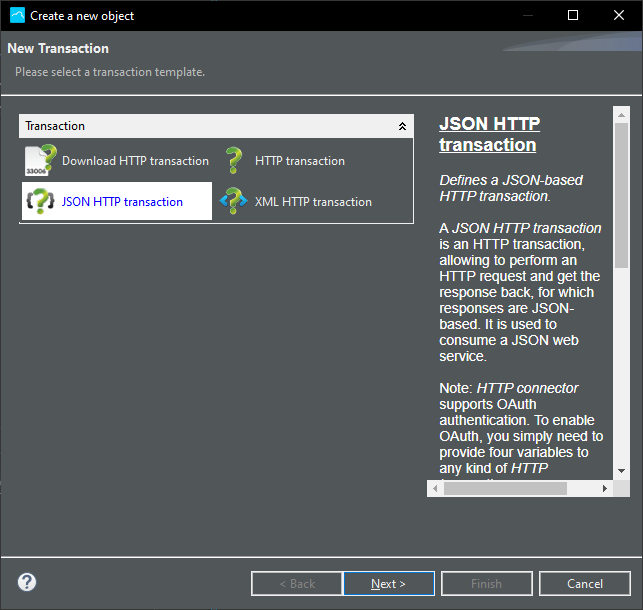 Create a new object
New Transaction
Please select a transaction template.
Transaction
Download HTTP transaction
HTTP transaction
33006
JSON HTTP transaction
XML HTTP transaction
JSON HTTP
transaction
Defines a JSON-based
HTTP transaction.
A JSON HTTP transaction
is an HTTP transaction,
allowing to perform an
HTTP request and get the
response back, for which
responses are JSON-
based. It is used to
consume a JSON web
service.
Note: HTTP connector
supports OAuth
authentication. To enable
OAuth, you simply need to
provide four variables to
any kind of HTTP
< Back
Next >
Finish
Cancel